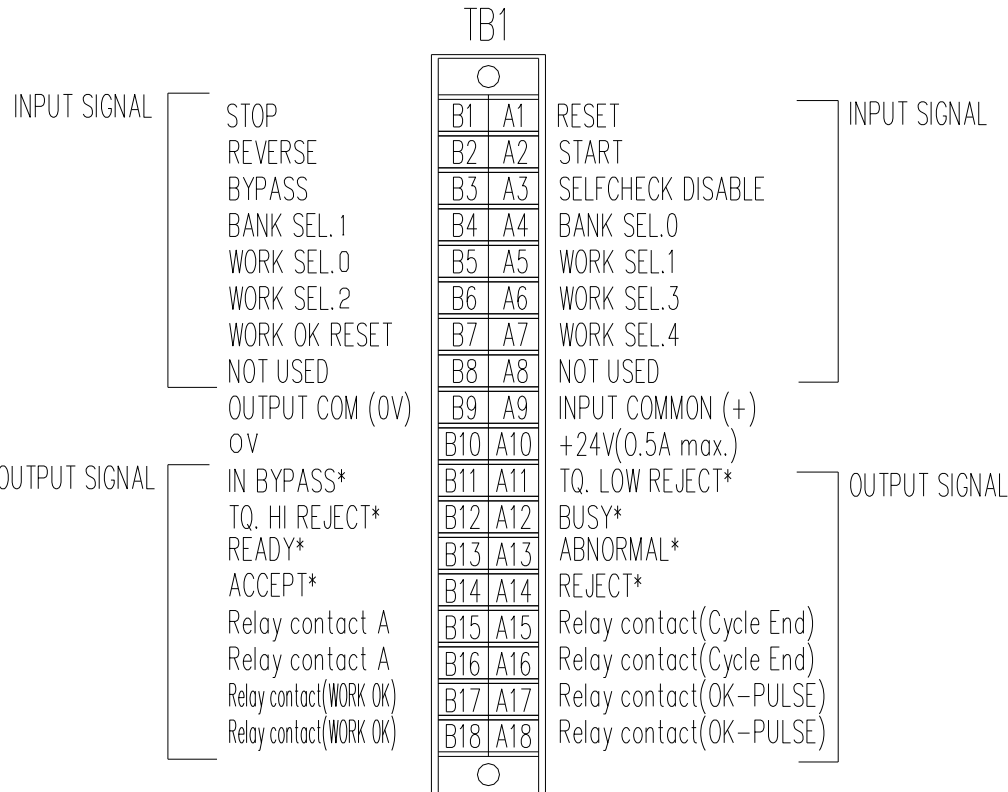 TB1
INPUT SIGNAL
INPUT SIGNAL
STOP B1 A1 RESET
REVERSE B2 A2 START
BYPASS B3 A3 SELFCHECK DISABLE
BANK SEL.1 B4 A4 BANK SEL.0
WORK SEL.0 B5 A5 WORK SEL.1
WORK SEL.2 B6 A6 WORK SEL.3
WORK OK RESET B7 A7 WORK SEL.4
NOT USED B8 A8 NOT USED
OUTPUT COM (0V) B9 A9 INPUT COMMON (+)
0V B10 A10 +24V(0.5A max.)
OUTPUT SIGNAL
OUTPUT SIGNAL
IN BYPASS* B11 A11 TQ. LOW REJECT*
TQ. HI REJECT* B12 A12 BUSY*
READY* B13 A13 ABNORMAL*
ACCEPT* B14 A14 REJECT*
Relay contact A B15 A15 Relay contact(Cycle End)
Relay contact A B16 A16 Relay contact(Cycle End)
Relay contact(WORK OK) B17 A17 Relay contact(OK-PULSE)
Relay contact(WORK OK) B18 A18 Relay contact(OK-PULSE)